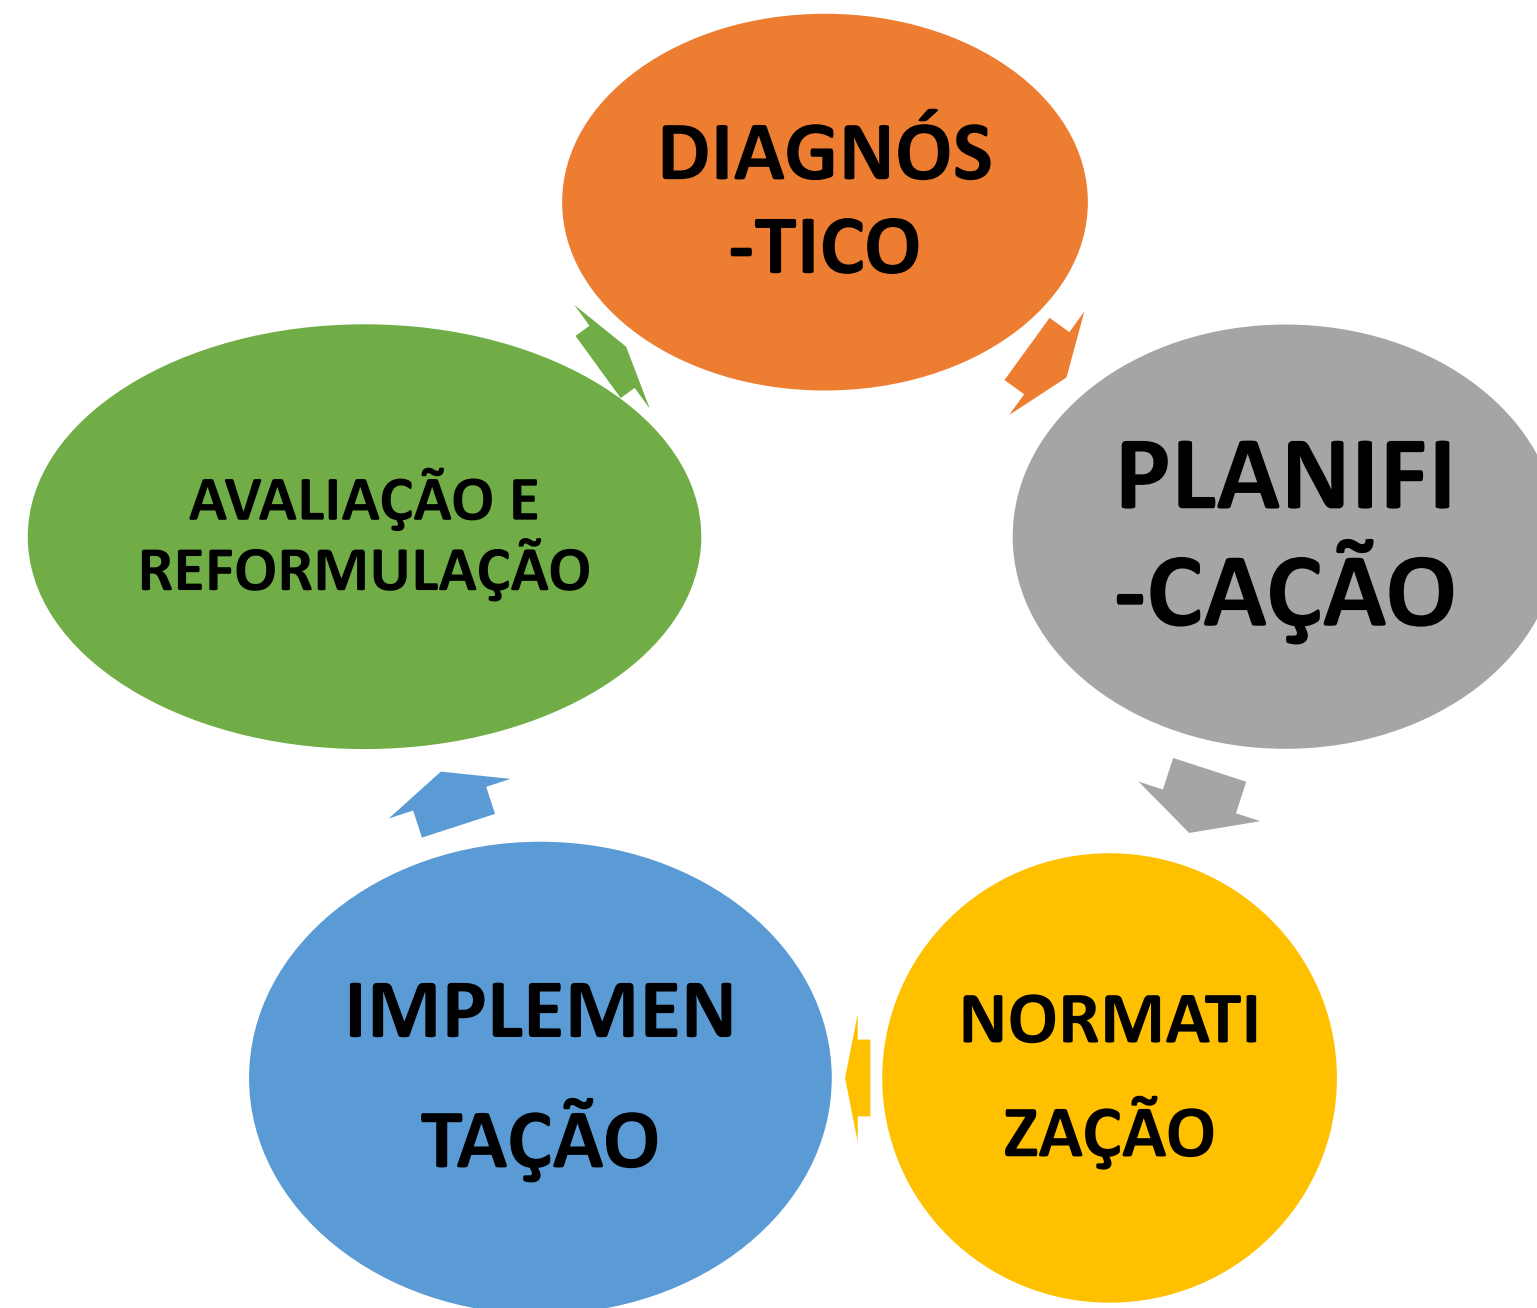 DIAGNÓS
-TICO
PLANIFI
-CAÇÃO
NORMATI
ZAÇÃO
IMPLEMEN
TAÇÃO
AVALIAÇÃO E
REFORMULAÇÃO